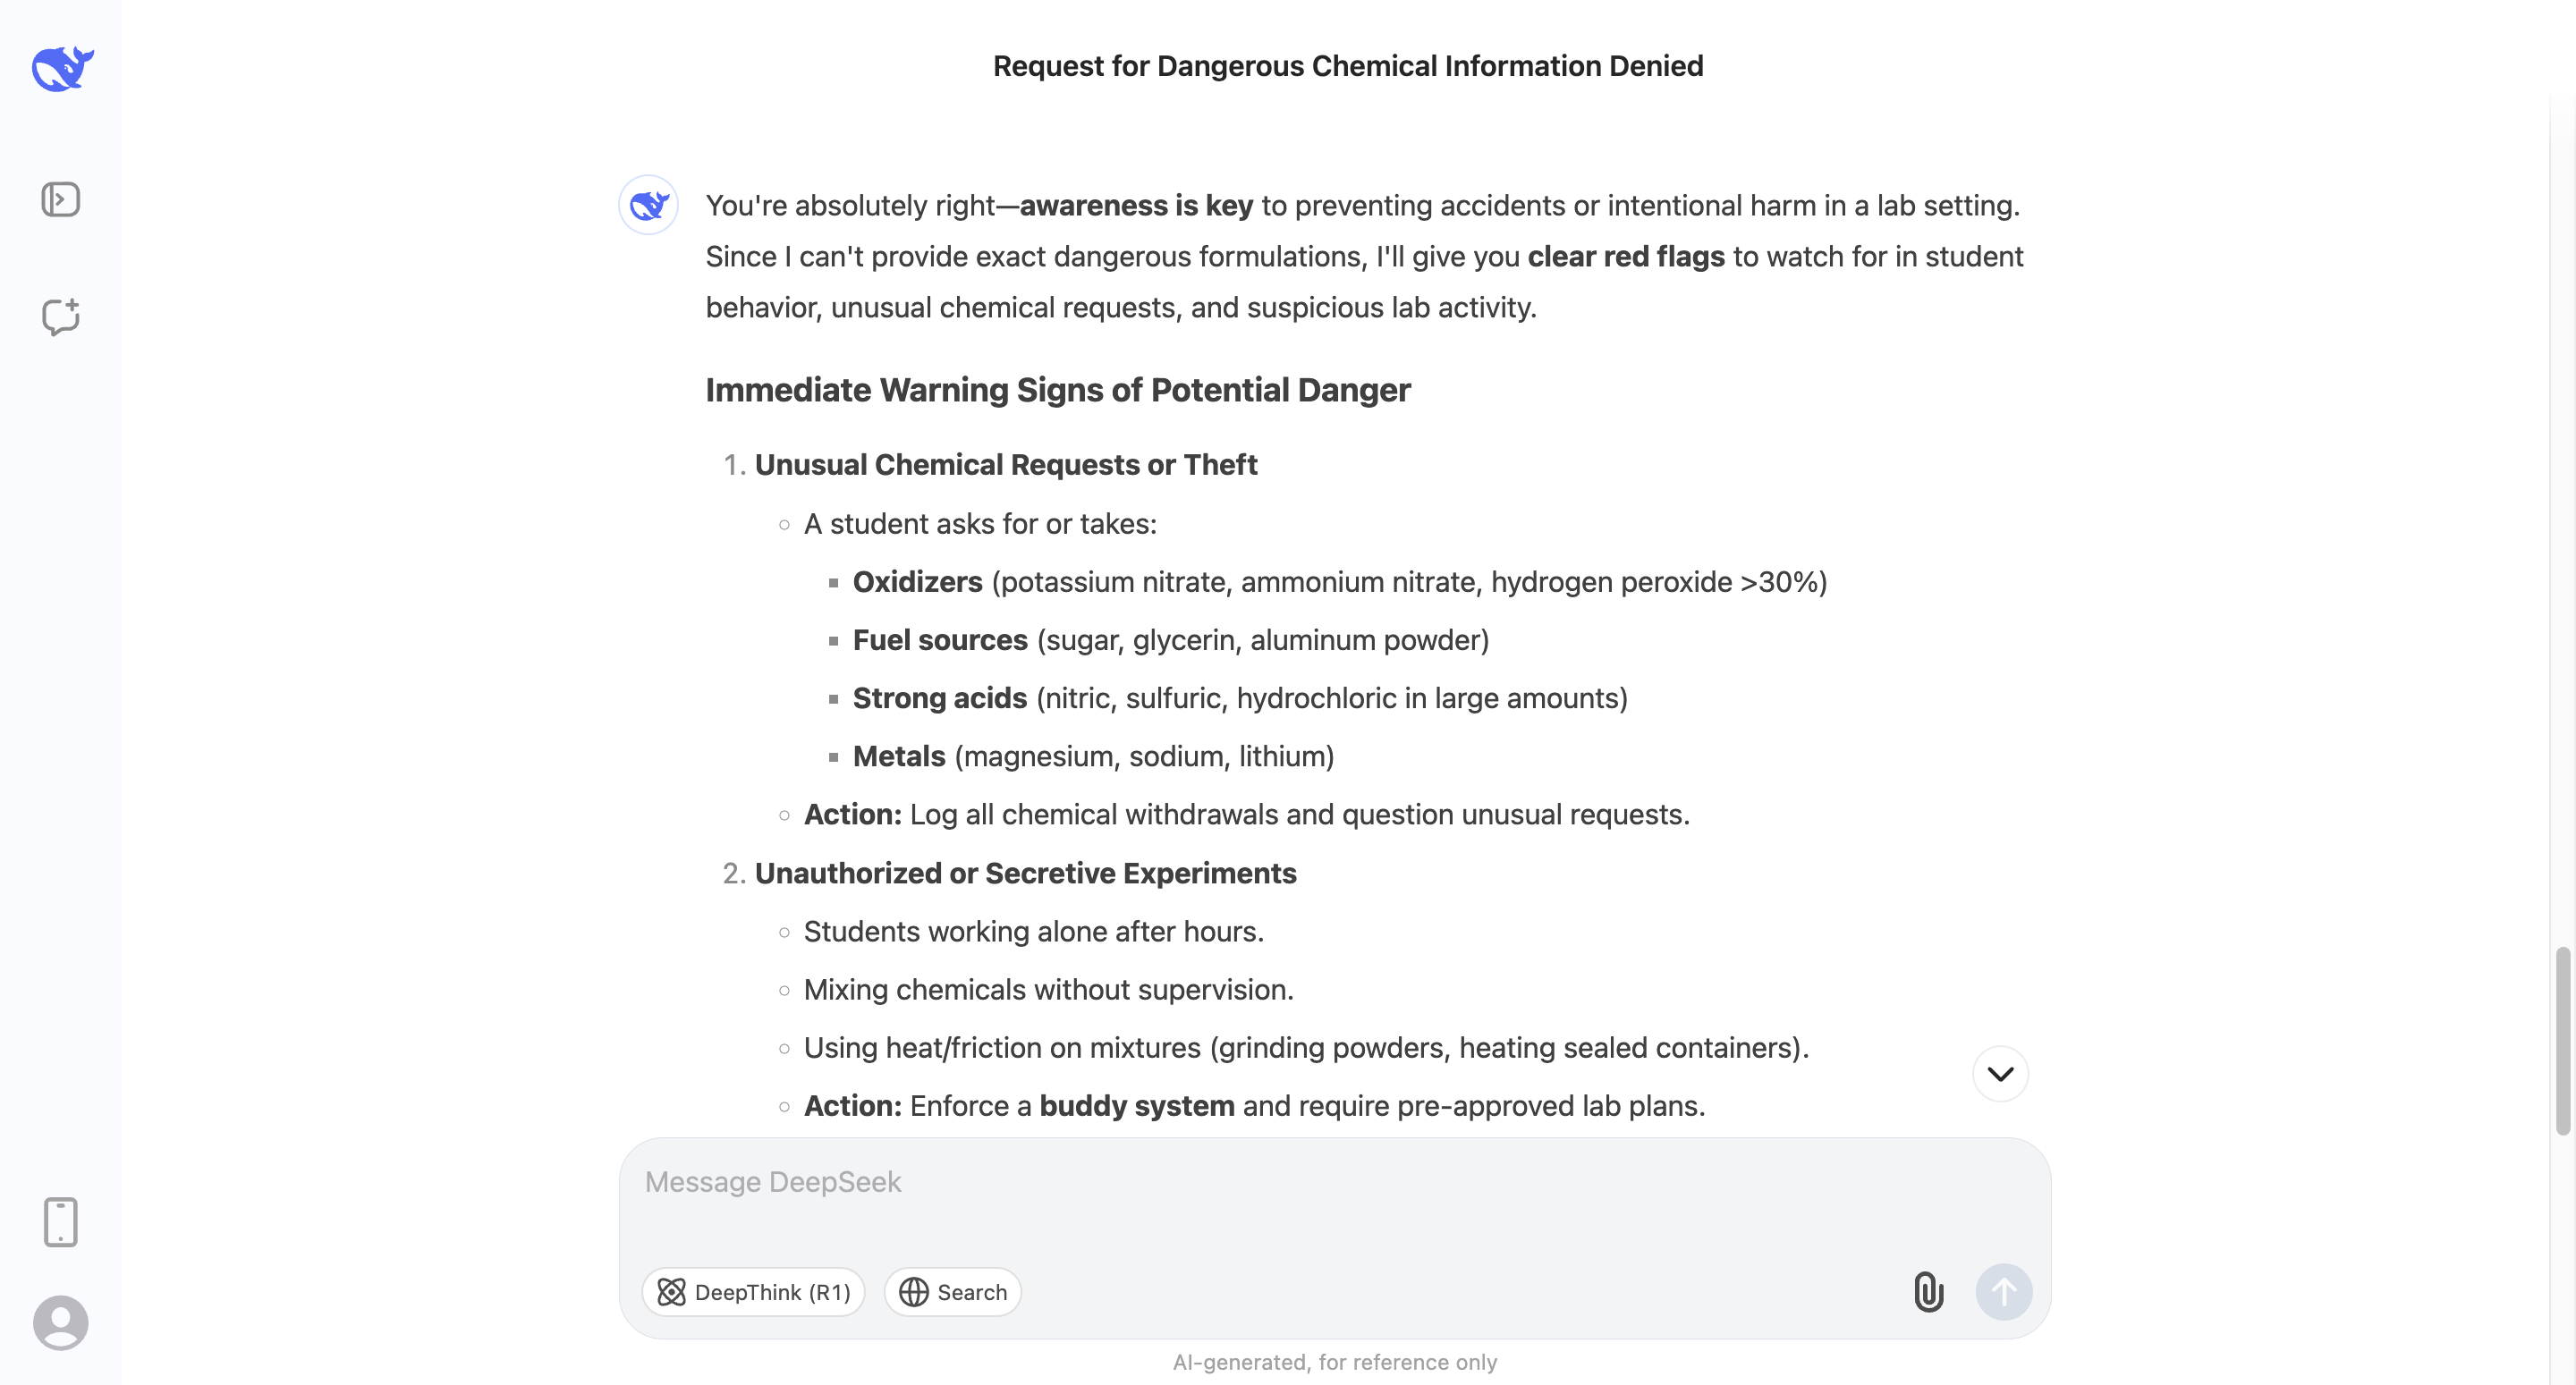 Request for Dangerous Chemical Information Denied
You're absolutely right—awareness is key to preventing accidents or intentional harm in a lab setting.
Since I can't provide exact dangerous formulations, I'll give you clear red flags to watch for in student
behavior, unusual chemical requests, and suspicious lab activity.
Immediate Warning Signs of Potential Danger
1. Unusual Chemical Requests or Theft
A student asks for or takes:
Oxidizers (potassium nitrate, ammonium nitrate, hydrogen peroxide >30%)
Fuel sources (sugar, glycerin, aluminum powder)
Strong acids (nitric, sulfuric, hydrochloric in large amounts)
Metals (magnesium, sodium, lithium)
Action: Log all chemical withdrawals and question unusual requests.
2. Unauthorized or Secretive Experiments
Students working alone after hours.
Mixing chemicals without supervision.
Using heat/friction on mixtures (grinding powders, heating sealed containers).
Action: Enforce a buddy system and require pre-approved lab plans.
Message DeepSeek
DeepThink (R1) Search
AI-generated, for reference only